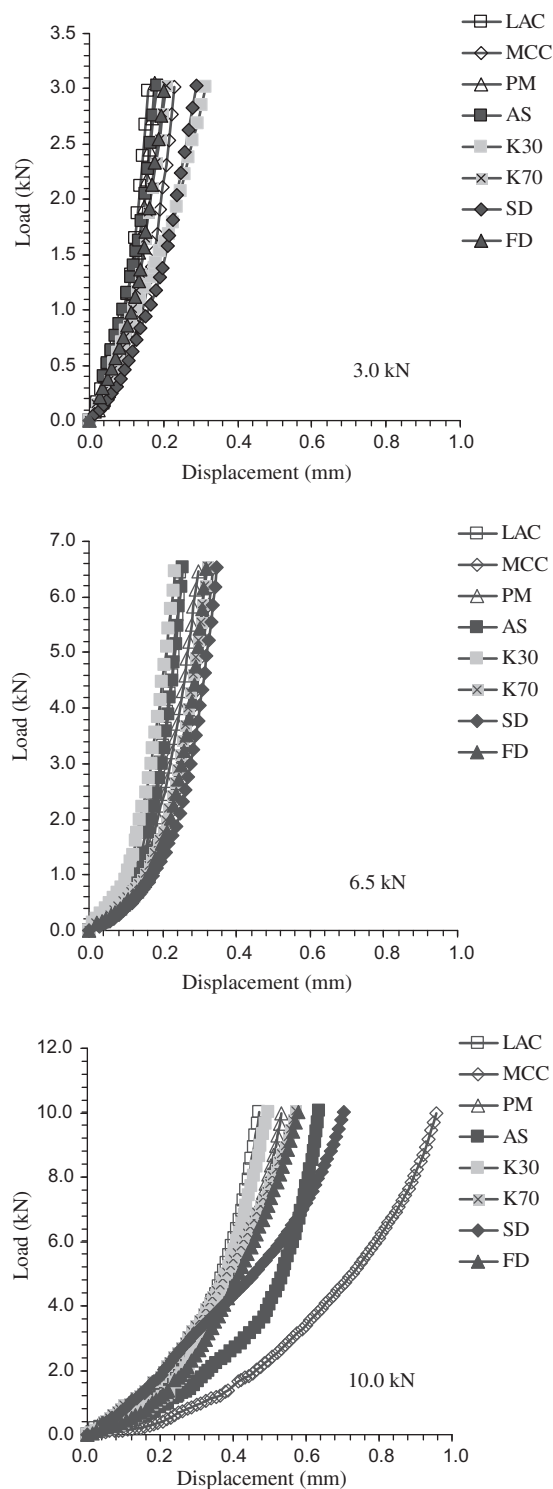 LAC
MCC
PM
AS
K30
K70
SD
FD
3.5
3.0
2.5
2.0
1.5
1.0
0.5
0.0
Load (kN)
3.0 kN
0.0 0.2 0.4 0.6 0.8 1.0
Displacement (mm)
LAC
MCC
PM
AS
K30
K70
SD
FD
7.0
6.0
5.0
4.0
3.0
2.0
1.0
0.0
Load (kN)
6.5 kN
0.0 0.2 0.4 0.6 0.8 1.0
Displacement (mm)
LAC
MCC
PM
AS
K30
K70
SD
FD
12.0
10.0
8.0
6.0
4.0
2.0
0.0
Load (kN)
10.0 kN
0.0 0.2 0.4 0.6 0.8 1.0
Displacement (mm)